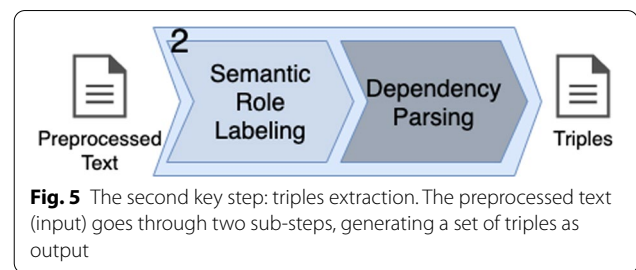 2
Semantic
Role
Labeling
Dependency
Parsing
Preprocessed
Text
Triples
Fig. 5 The second key step: triples extraction. The preprocessed text
(input) goes through two sub-steps, generating a set of triples as
output